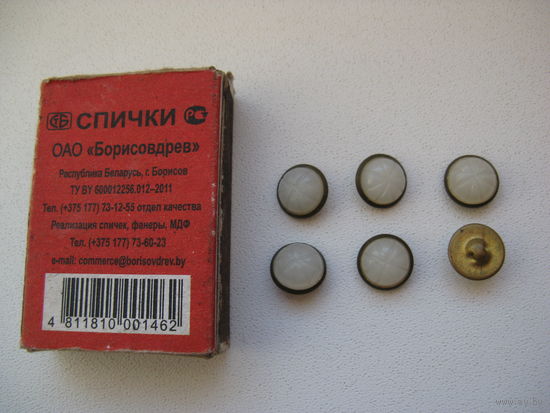 СПИЧКИ
ОАО «Борисовдрев»
Республика Беларусь, г. Борисов
ТУ BY 600012256.012–2011
Тел. (+375 177) 73-12-55 отдел качества
Реализация спичек, фанеры, МДФ
Тел. (+375 177) 73-60-23
e-mail: commerce@borisovdrev.by
4 811810 001462